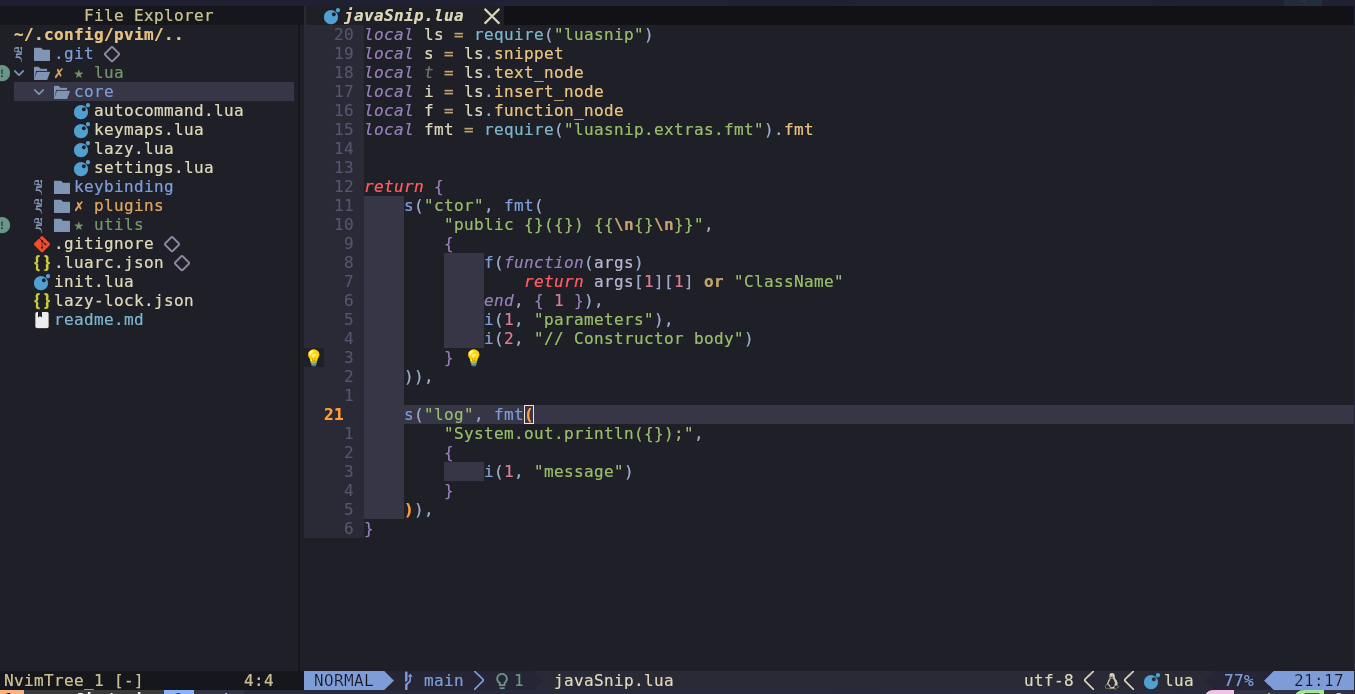 File Explorer
~/.config/pvim/..
.git
lua
core
autocommand.lua
keymaps.lua
lazy.lua
settings.lua
keybinding
plugins
utils
.gitignore
.luarc.json
init.lua
lazy-lock.json
readme.md
NvimTree_1 [-] 4:4
javaSnip.lua
20 local ls = require("luasnip")
19 local s = ls.snippet
18 local t = ls.text_node
17 local i = ls.insert_node
16 local f = ls.function_node
15 local fmt = require("luasnip.extras.fmt").fmt
14
13
12 return {
11 s("ctor", fmt(
10 "public {}({}) {{\n{}\n}}",
9 {
8 f(function(args)
7 return args[1][1] or "ClassName"
6 end, { 1 }),
5 i(1, "parameters"),
4 i(2, "// Constructor body")
3 }
2 )),
1
21 s("log", fmt(
1 "System.out.println({});",
2 {
3 i(1, "message")
4 }
5 )),
6 }
NORMAL main 1 javaSnip.lua utf-8 lua 77% 21:17